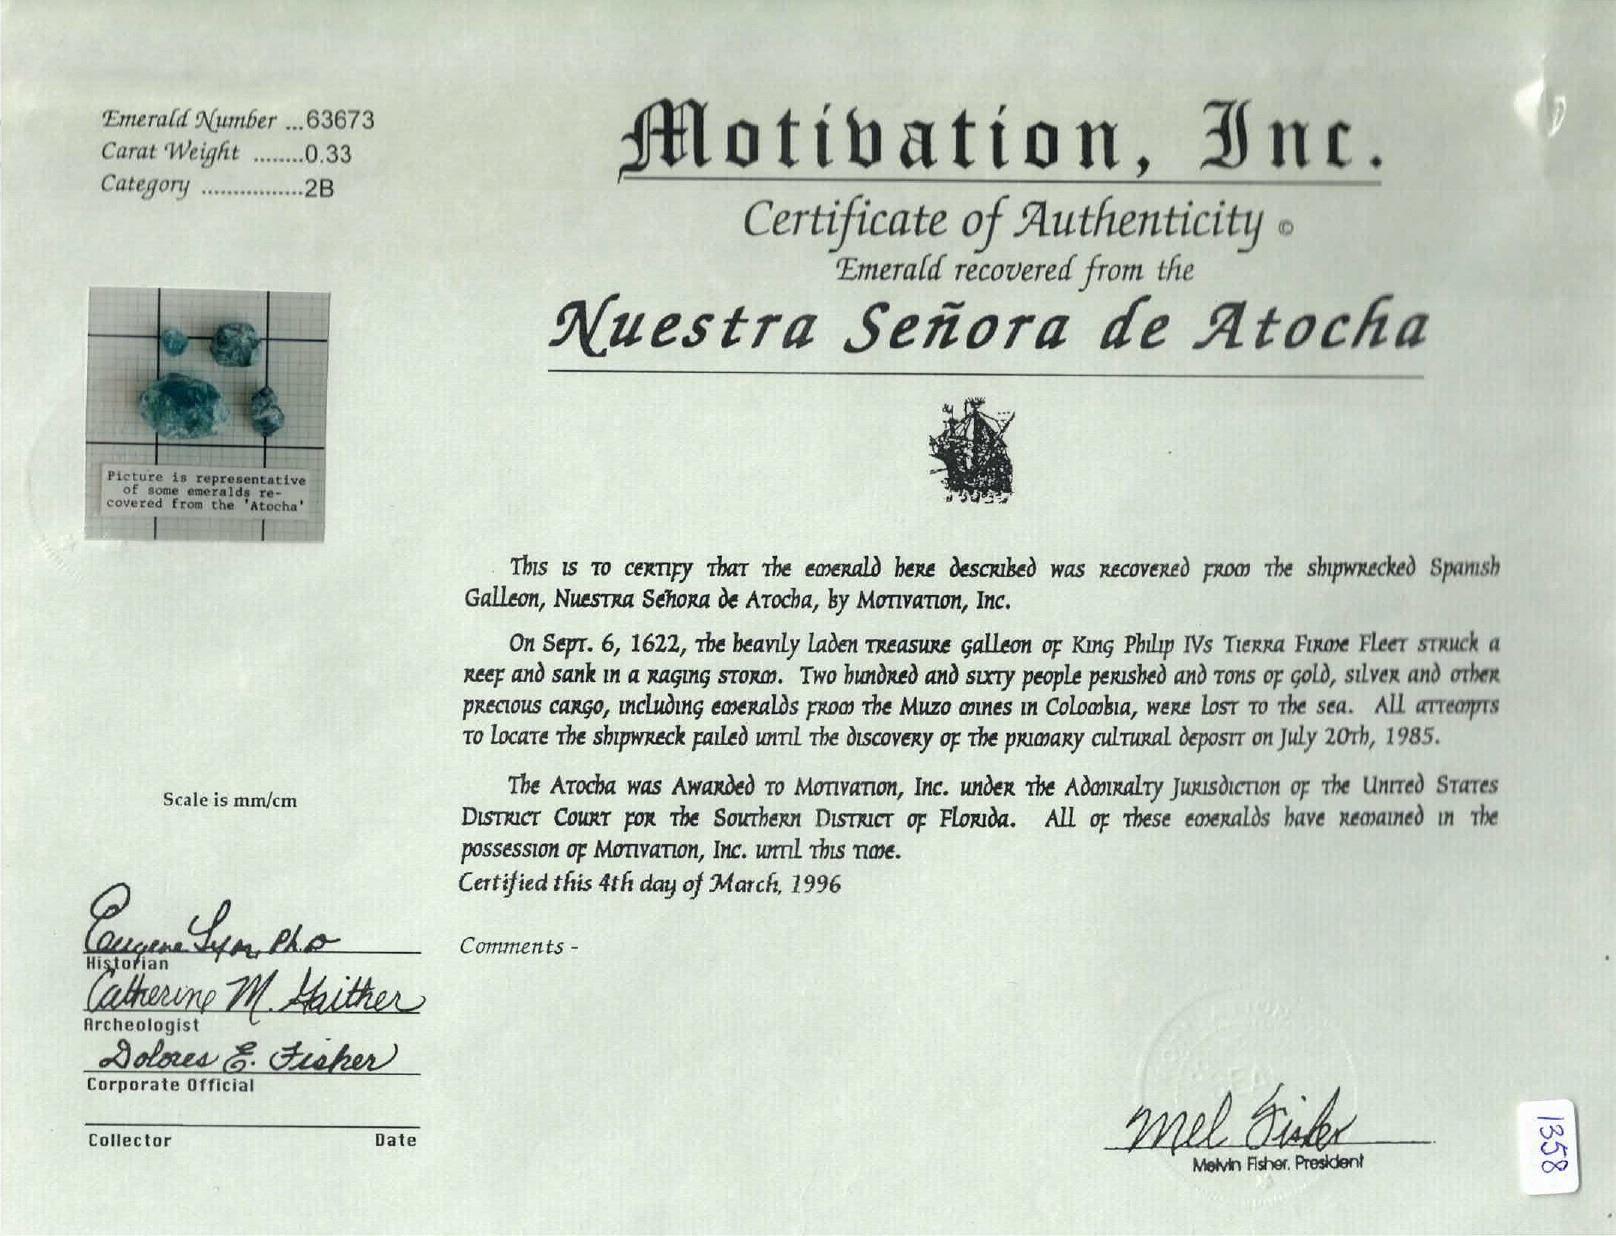 Emerald Number ...63673
Carat Weight ........0.33
Category ................2B
Motivation, Inc.
Certificate of Authenticity ©
Emerald recovered from the
Nuestra Señora de Atocha
Picture is representative
of some emeralds re-
covered from the 'Atocha'
This is to certify that the emerald here described was recovered from the shipwrecked Spanish
Galleon, Nuestra Señora de Atocha, by Motivation, Inc.
On Sept. 6, 1622, the heavily laden treasure galleon of King Philip IVs Tierra Firme Fleet struck a
reef and sank in a raging storm. Two hundred and sixty people perished and tons of gold, silver and other
precious cargo, including emeralds from the Muzo mines in Colombia, were lost to the sea. All attempts
to locate the shipwreck failed until the discovery of the primary cultural deposit on July 20th, 1985.
The Atocha was Awarded to Motivation, Inc. under the Admiralty Jurisdiction of the United States
District Court for the Southern District of Florida. All of these emeralds have remained in the
possession of Motivation, Inc. until this time.
Certified this 4th day of March, 1996
Comments -
Scale is mm/cm
Eugene Lyon, Ph.D
Historian
Catherine M. Gaither
Archeologist
Dolores E. Fisher
Corporate Official
Collector Date
Mel Fisher
Melvin Fisher, President
1358